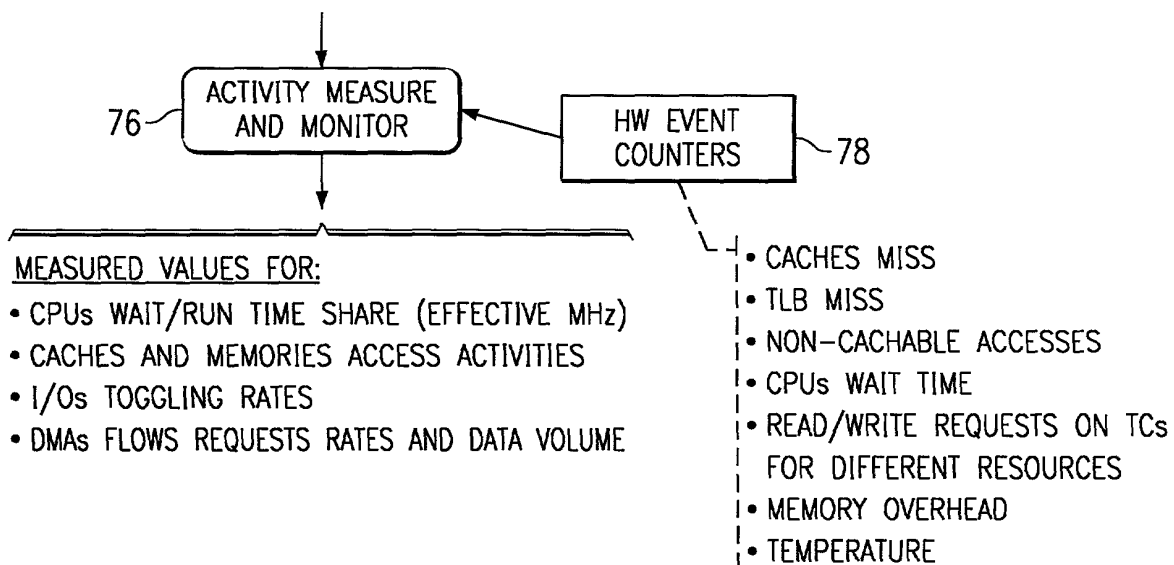 ACTIVITY MEASURE
AND MONITOR
76
HW EVENT
COUNTERS
78
MEASURED VALUES FOR:
• CPUs WAIT/RUN TIME SHARE (EFFECTIVE MHz)
• CACHES AND MEMORIES ACCESS ACTIVITIES
• I/Os TOGGLING RATES
• DMAs FLOWS REQUESTS RATES AND DATA VOLUME
• CACHES MISS
• TLB MISS
• NON-CACHABLE ACCESSES
• CPUs WAIT TIME
• READ/WRITE REQUESTS ON TCs
FOR DIFFERENT RESOURCES
• MEMORY OVERHEAD
• TEMPERATURE